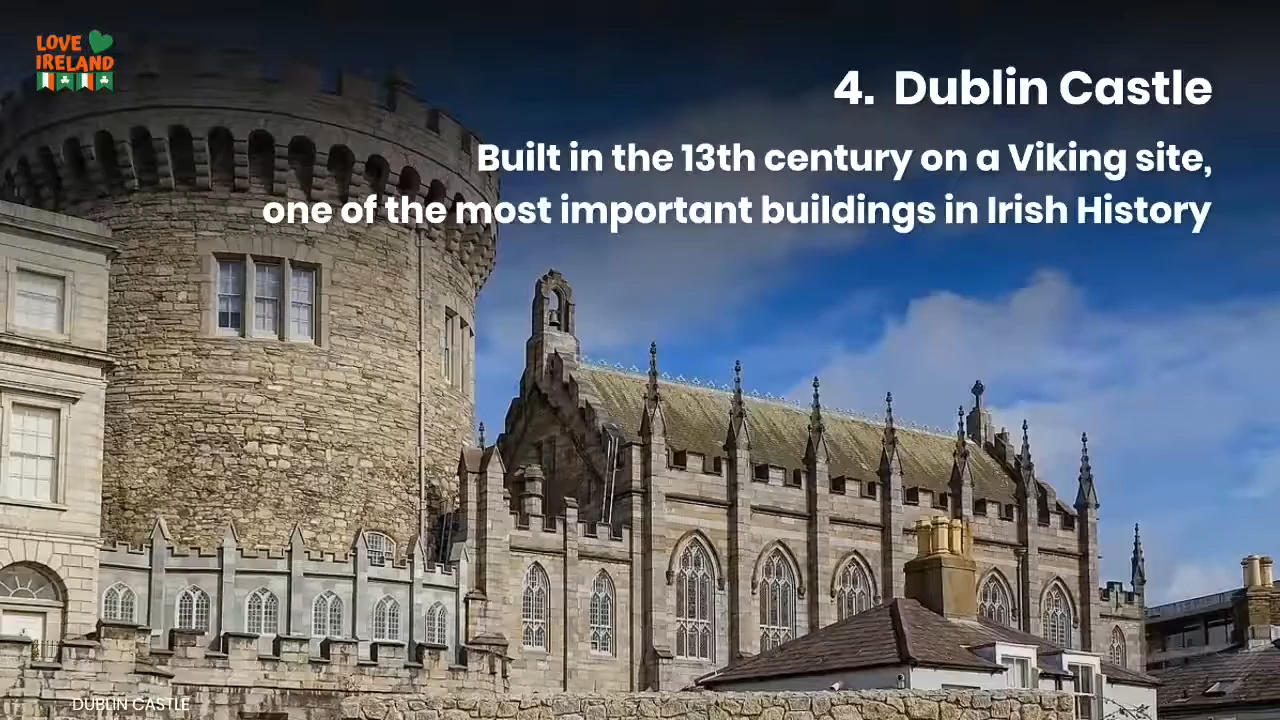 LOVE
IRELAND
4. Dublin Castle
Built in the 13th century on a Viking site,
one of the most important buildings in Irish History
DUBLIN CASTLE